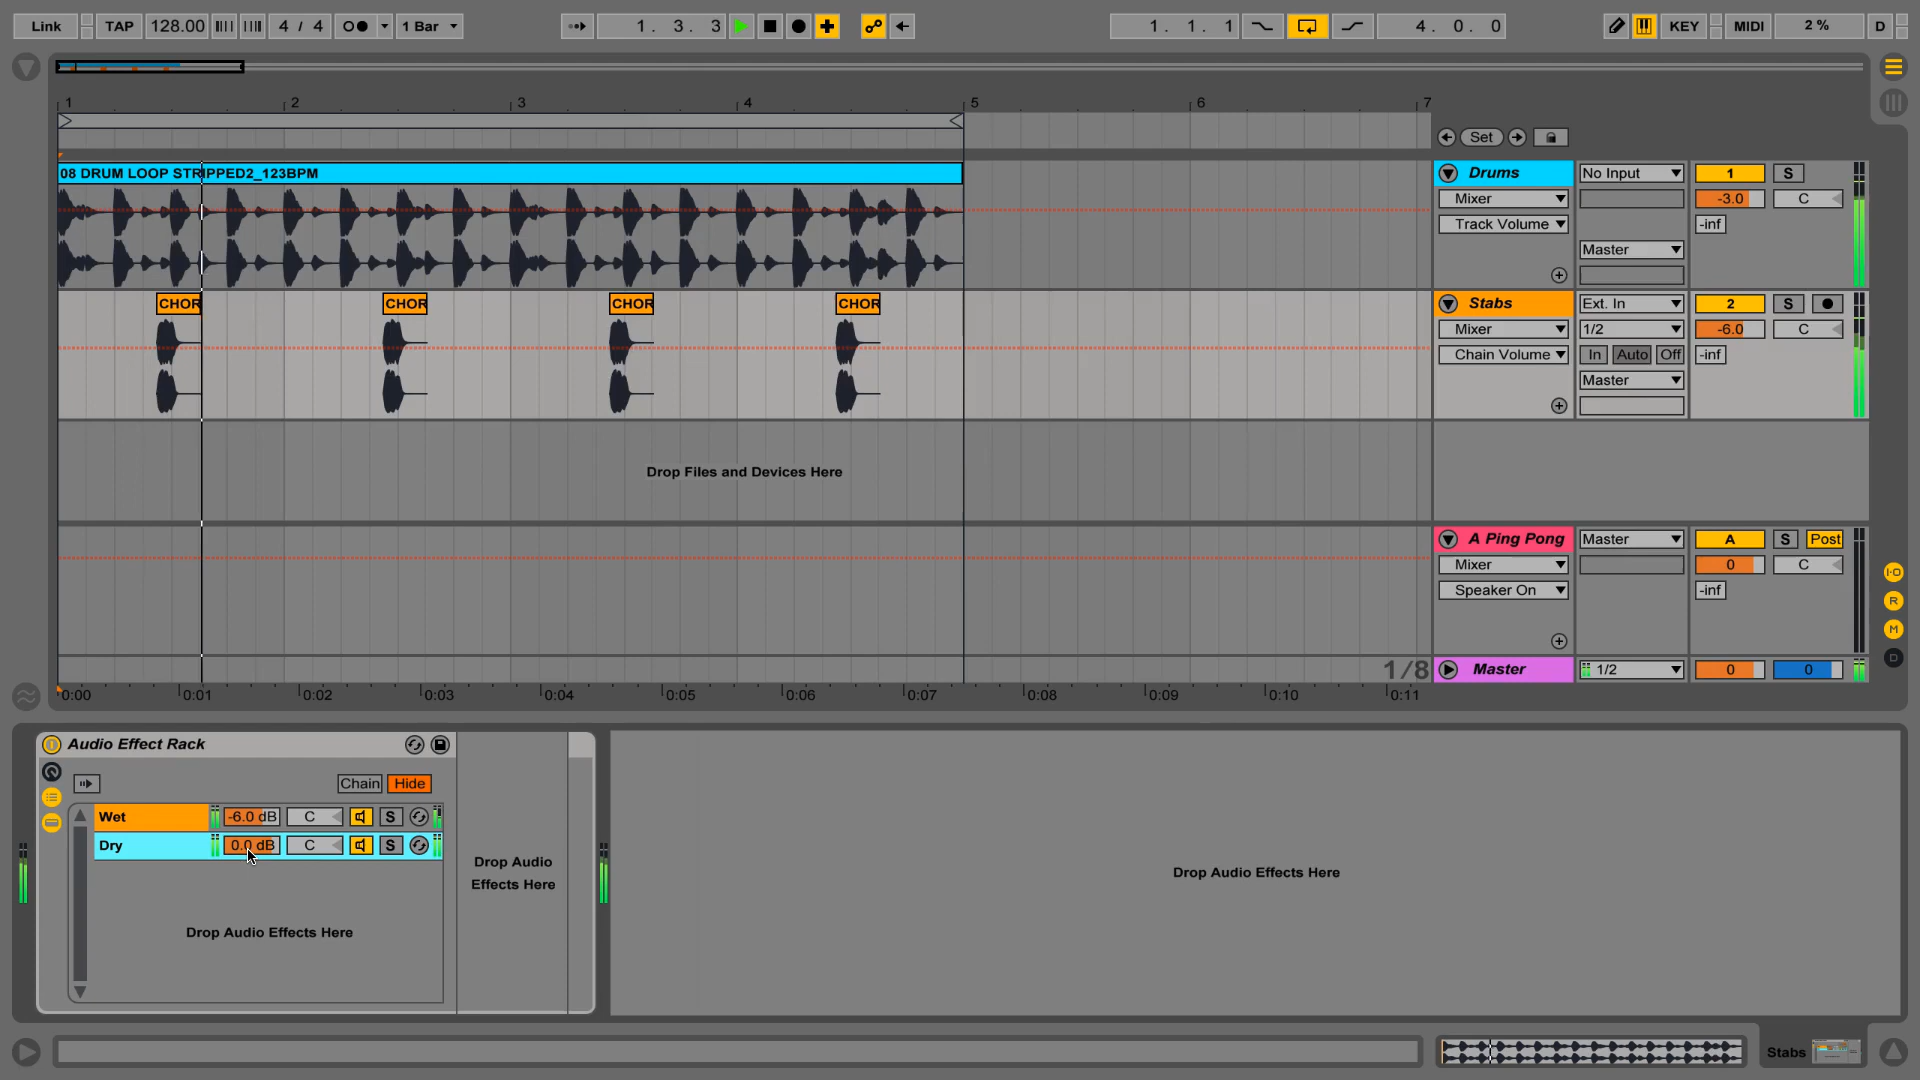 Link TAP 128.00 4 / 4 1 Bar 1. 3. 3 1. 1. 1 4. 0. 0 KEY MIDI 2 % D
1 2 3 4 5 6 7
Set
08 DRUM LOOP STRIPPED2_123BPM
Drums No Input 1 S
Mixer -3.0 C
Track Volume -inf
Master
CHOR CHOR CHOR CHOR
Stabs Ext. In 2 S
Mixer 1/2 -6.0 C
Chain Volume In Auto Off -inf
Master
Drop Files and Devices Here
A Ping Pong Master A S Post
Mixer 0 C
Speaker On -inf
I·O
R
M
D
1/8
Master 1/2 0 0
0:00 0:01 0:02 0:03 0:04 0:05 0:06 0:07 0:08 0:09 0:10 0:11
Audio Effect Rack
Chain Hide
Wet -6.0 dB C S
Dry 0.0 dB C S
Drop Audio
Effects Here
Drop Audio Effects Here
Drop Audio Effects Here
Stabs